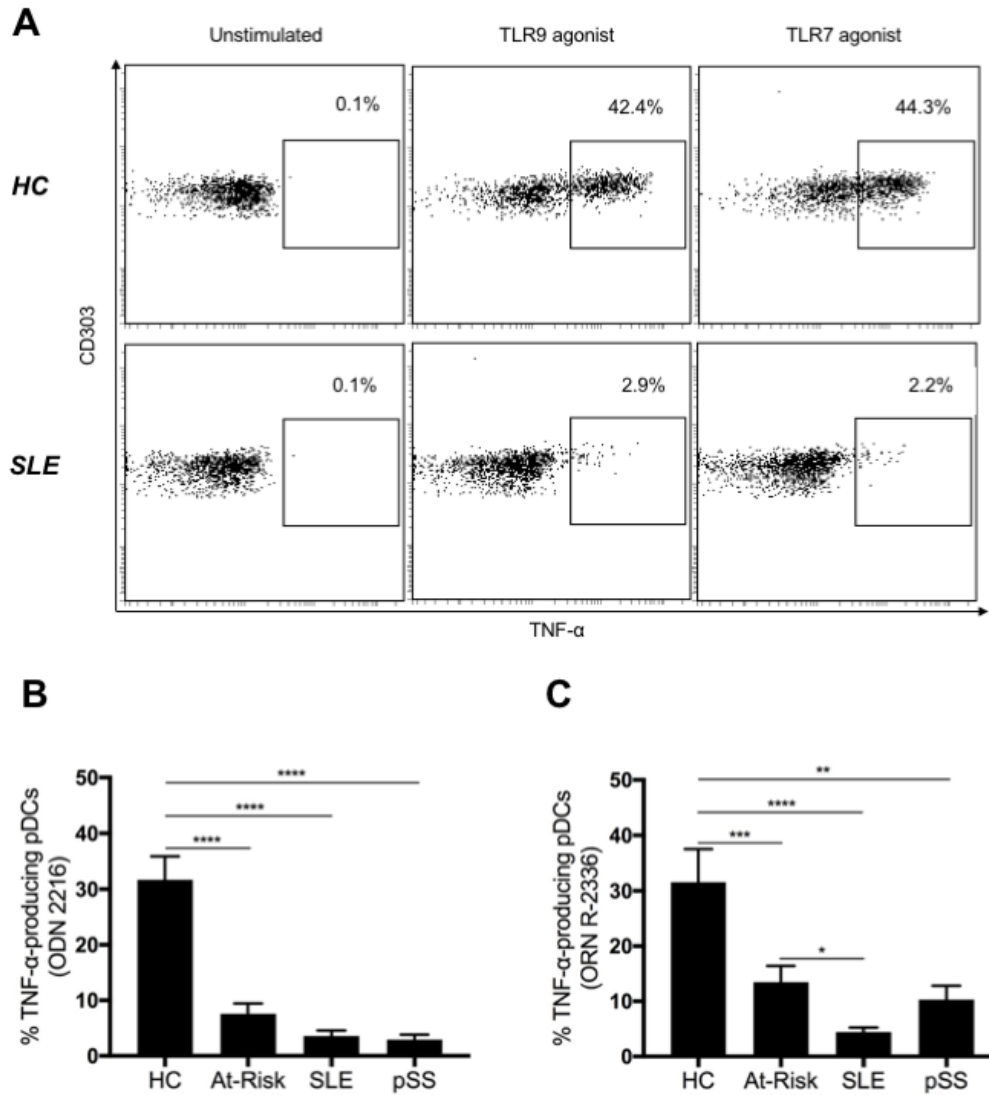 A
Unstimulated TLR9 agonist TLR7 agonist
HC
0.1% 42.4% 44.3%
CD303
SLE
0.1% 2.9% 2.2%
TNF-α
B
% TNF-α-producing pDCs
(ODN 2216)
50
40
30
20
10
0
****
****
****
HC At-Risk SLE pSS
C
% TNF-α-producing pDCs
(ORN R-2336)
50
40
30
20
10
0
**
****
***
*
HC At-Risk SLE pSS